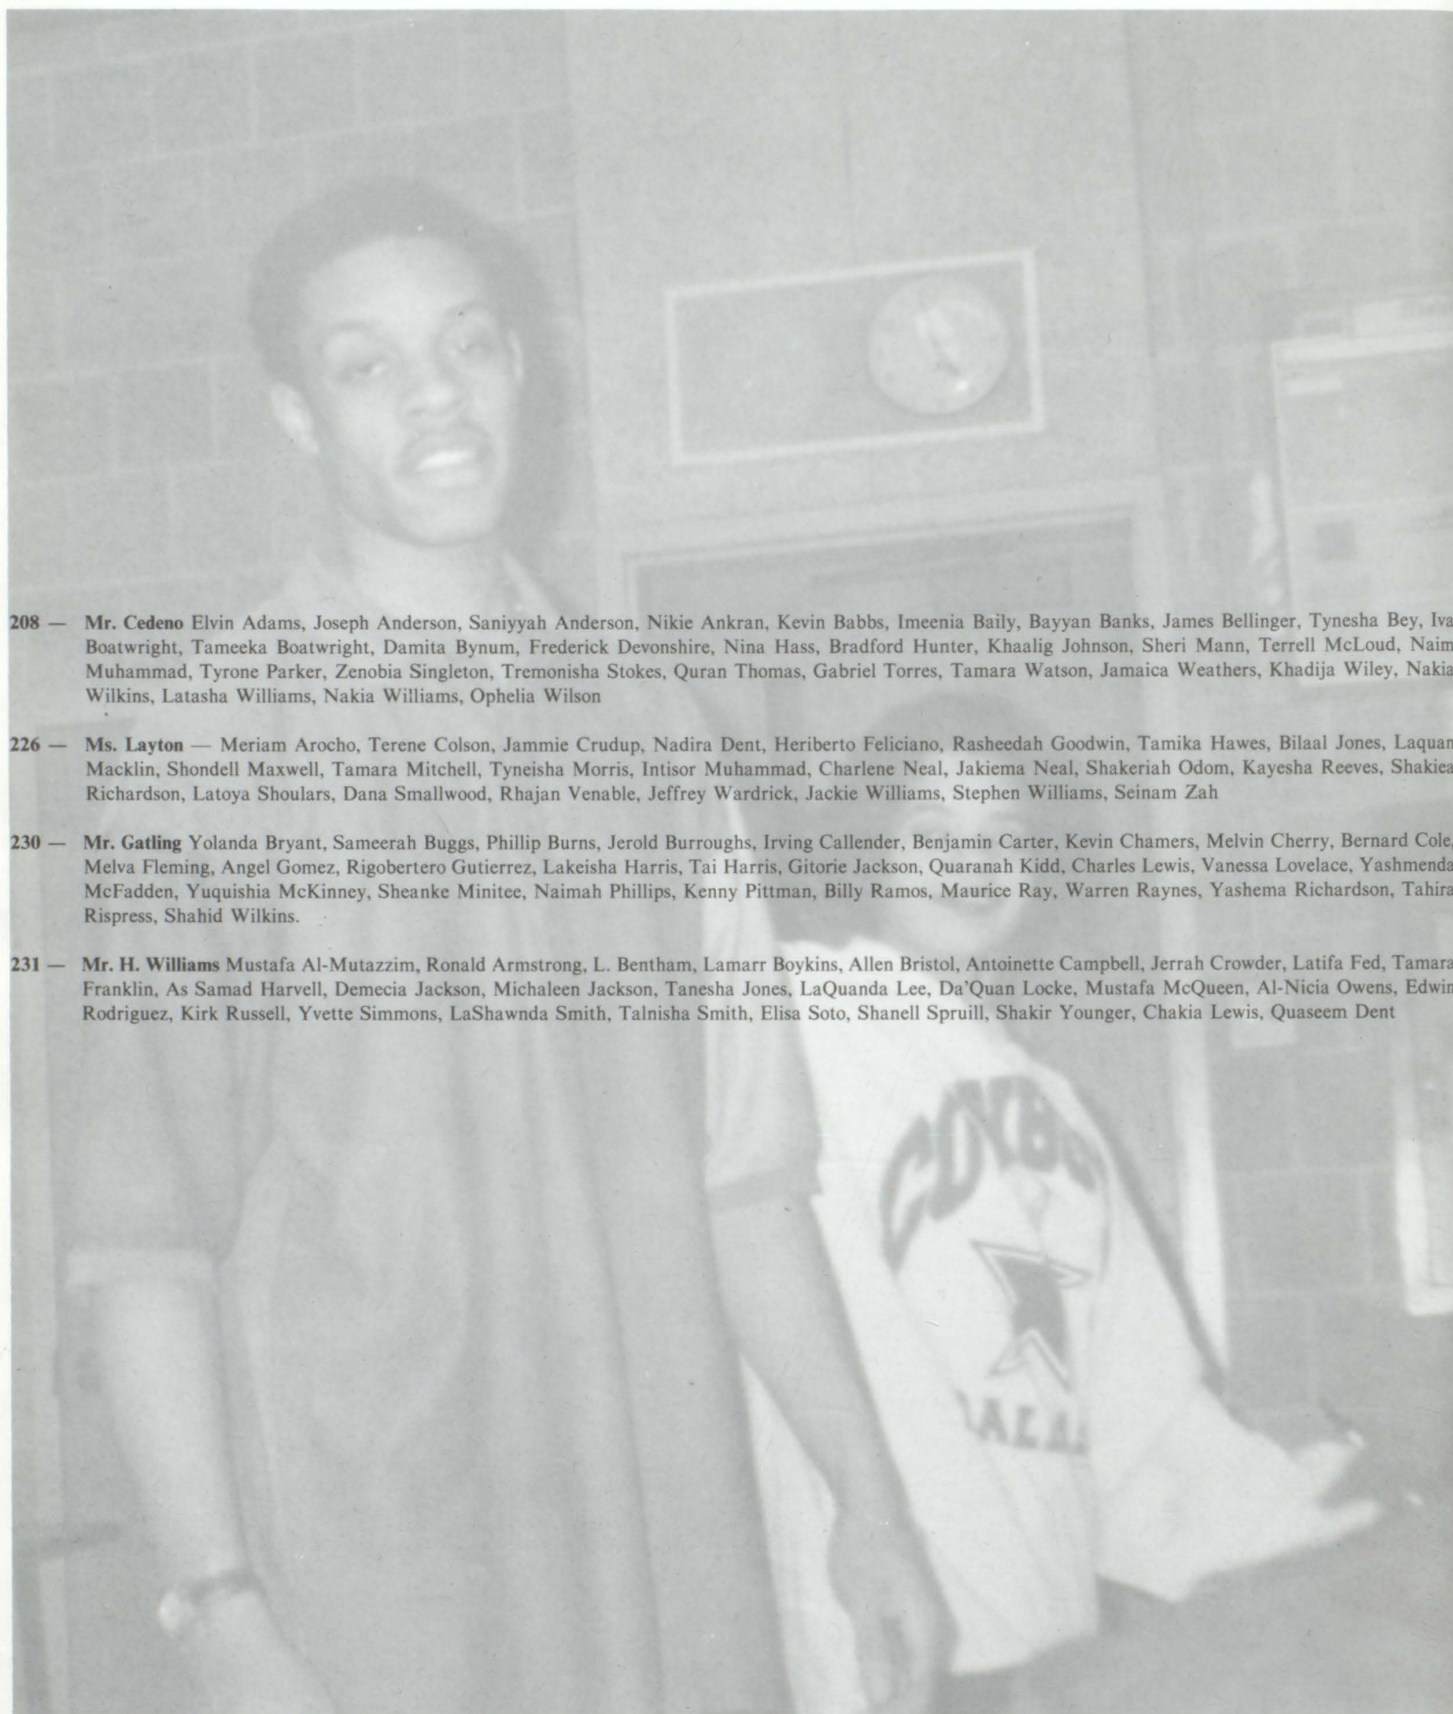 208 — Mr. Cedeno Elvin Adams, Joseph Anderson, Saniyyah Anderson, Nikie Ankran, Kevin Babbs, Imeenia Baily, Bayyan Banks, James Bellinger, Tynesha Bey, Iva
Boatwright, Tameeka Boatwright, Damita Bynum, Frederick Devonshire, Nina Hass, Bradford Hunter, Khaalig Johnson, Sheri Mann, Terrell McLoud, Naim
Muhammad, Tyrone Parker, Zenobia Singleton, Tremonisha Stokes, Quran Thomas, Gabriel Torres, Tamara Watson, Jamaica Weathers, Khadija Wiley, Nakia
Wilkins, Latasha Williams, Nakia Williams, Ophelia Wilson
226 — Ms. Layton — Meriam Arocho, Terene Colson, Jammie Crudup, Nadira Dent, Heriberto Feliciano, Rasheedah Goodwin, Tamika Hawes, Bilaal Jones, Laquan
Macklin, Shondell Maxwell, Tamara Mitchell, Tyneisha Morris, Intisor Muhammad, Charlene Neal, Jakiema Neal, Shakeriah Odom, Kayesha Reeves, Shakiea
Richardson, Latoya Shoulars, Dana Smallwood, Rhajan Venable, Jeffrey Wardrick, Jackie Williams, Stephen Williams, Seinam Zah
230 — Mr. Gatling Yolanda Bryant, Sameerah Buggs, Phillip Burns, Jerold Burroughs, Irving Callender, Benjamin Carter, Kevin Chamers, Melvin Cherry, Bernard Cole,
Melva Fleming, Angel Gomez, Rigobertero Gutierrez, Lakeisha Harris, Tai Harris, Gitorie Jackson, Quaranah Kidd, Charles Lewis, Vanessa Lovelace, Yashmenda
McFadden, Yuquishia McKinney, Sheanke Minitee, Naimah Phillips, Kenny Pittman, Billy Ramos, Maurice Ray, Warren Raynes, Yashema Richardson, Tahira
Rispress, Shahid Wilkins.
231 — Mr. H. Williams Mustafa Al-Mutazzim, Ronald Armstrong, L. Bentham, Lamarr Boykins, Allen Bristol, Antoinette Campbell, Jerrah Crowder, Latifa Fed, Tamara
Franklin, As Samad Harvell, Demecia Jackson, Michaleen Jackson, Tanesha Jones, LaQuanda Lee, Da'Quan Locke, Mustafa McQueen, Al-Nicia Owens, Edwin
Rodriguez, Kirk Russell, Yvette Simmons, LaShawnda Smith, Talnisha Smith, Elisa Soto, Shanell Spruill, Shakir Younger, Chakia Lewis, Quaseem Dent